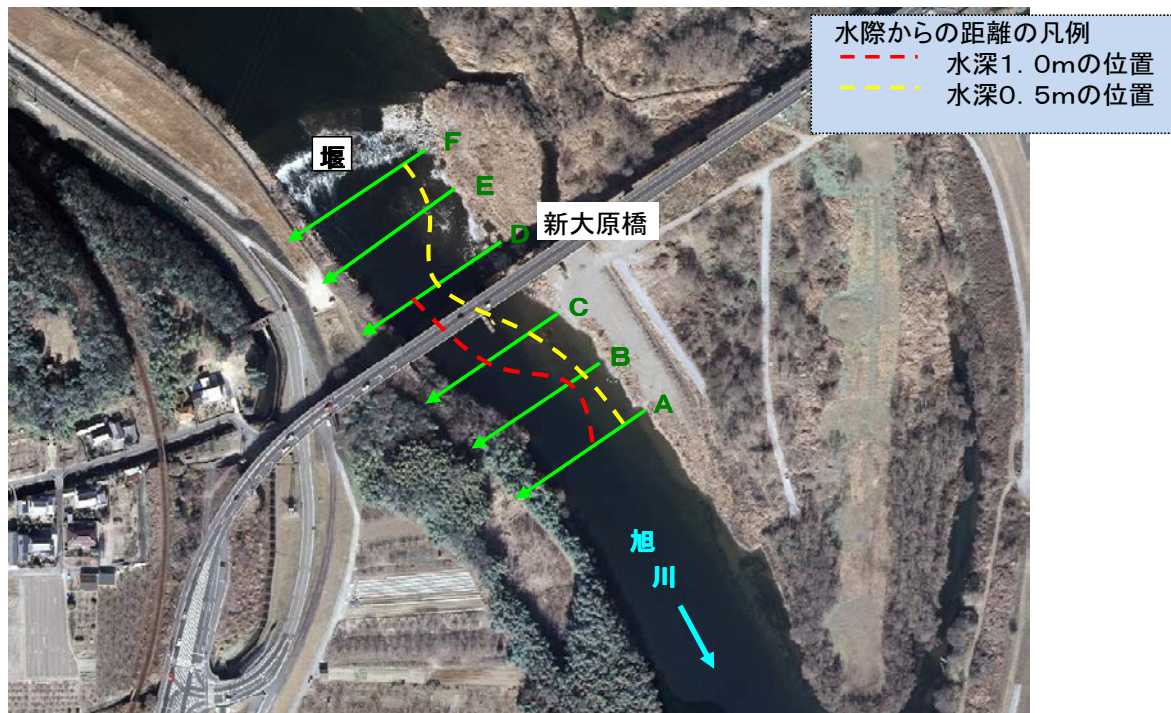 水際からの距離の凡例
水深1．0mの位置
水深0．5mの位置
堰
F
E
D
新大原橋
C
B
A
旭
川